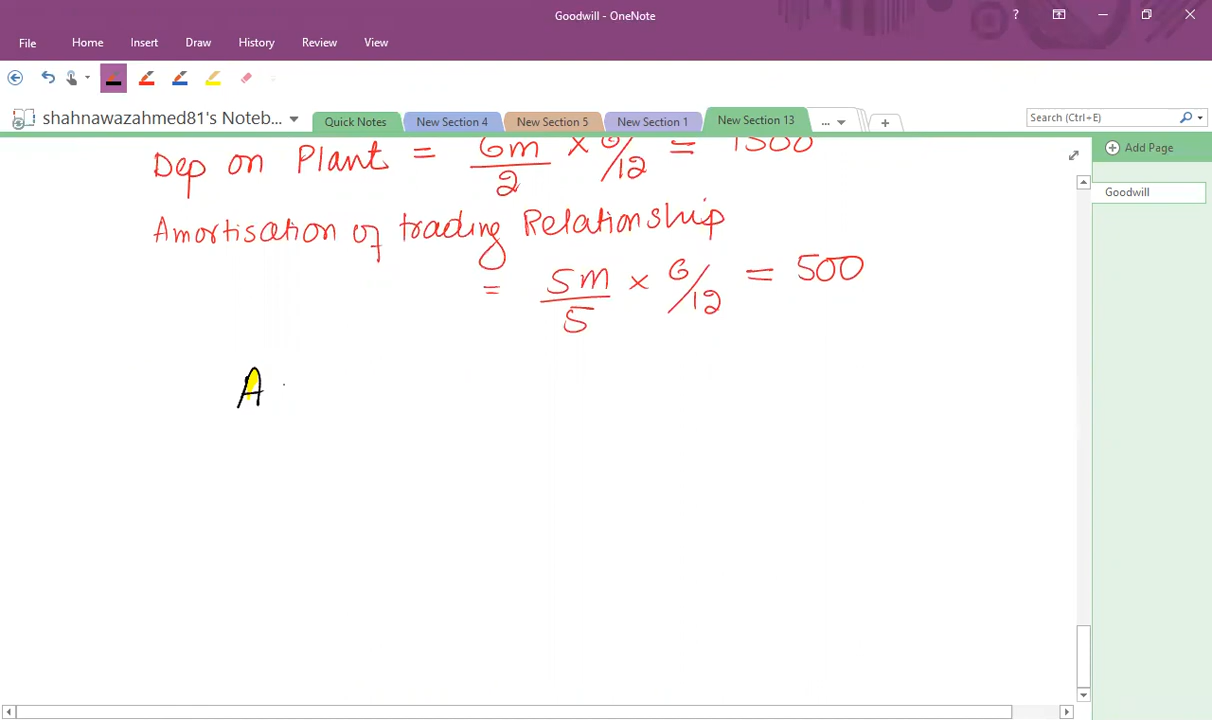 Goodwill - OneNote
?
File Home Insert Draw History Review View
shahnawazahmed81's Noteb... Quick Notes New Section 4 New Section 5 New Section 1 New Section 13 ... + Search (Ctrl+E)
Add Page
Goodwill
Dep on Plant = 6m/2 × 6/12 = 1500
Amortisation of trading Relationship
= 5m/5 × 6/12 = 500
A